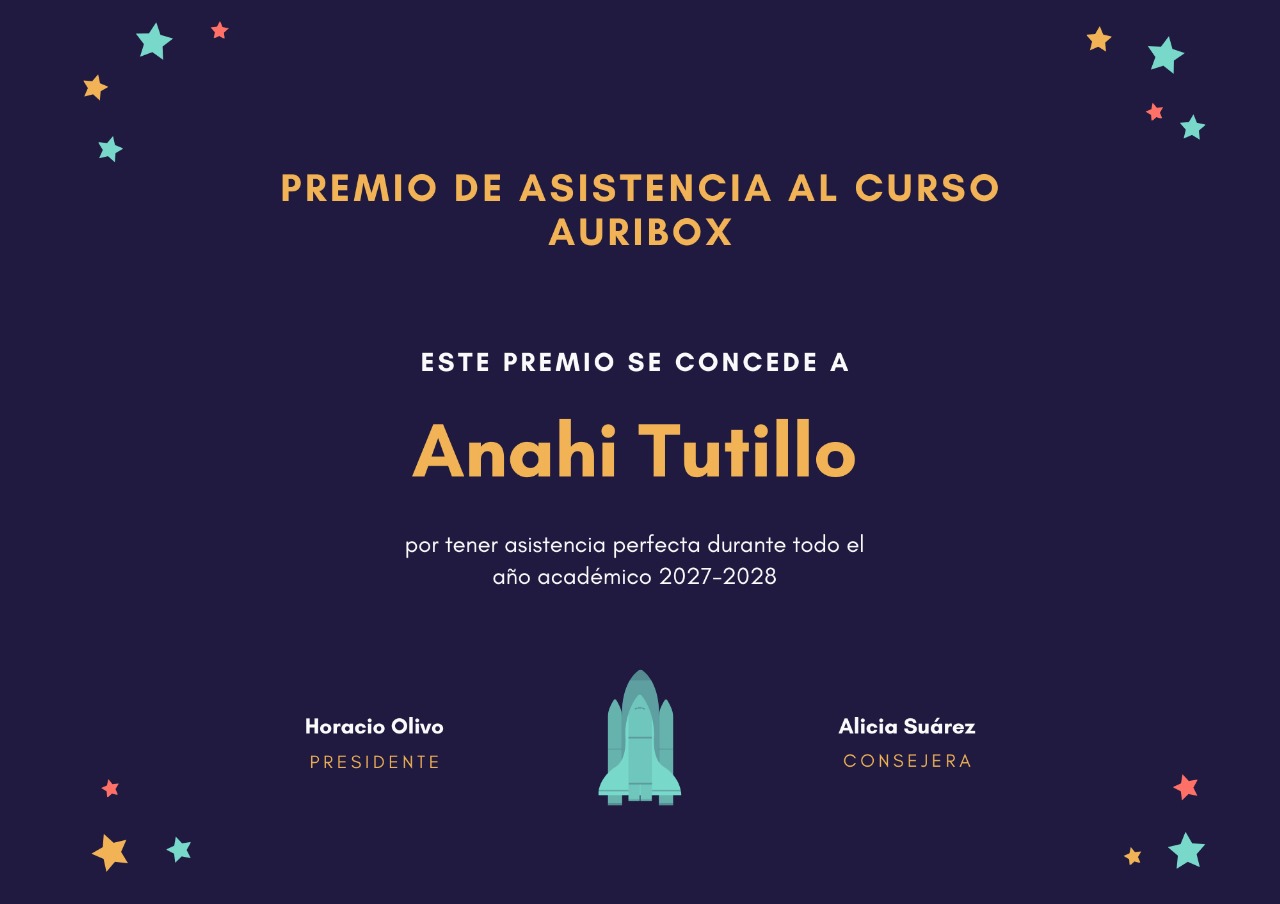 PREMIO DE ASISTENCIA AL CURSO
AURIBOX
ESTE PREMIO SE CONCEDE A
Anahi Tutillo
por tener asistencia perfecta durante todo el
año académico 2027-2028
Horacio Olivo
PRESIDENTE
Alicia Suárez
CONSEJERA